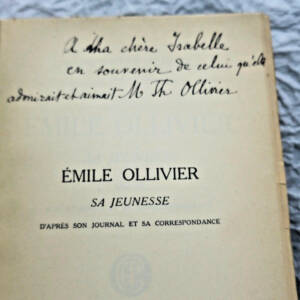 A ma chère Isabelle
en souvenir de celui qu'elle
admirait et aimait M Th Ollivier
ÉMILE OLLIVIER
SA JEUNESSE
D'APRÈS SON JOURNAL ET SA CORRESPONDANCE